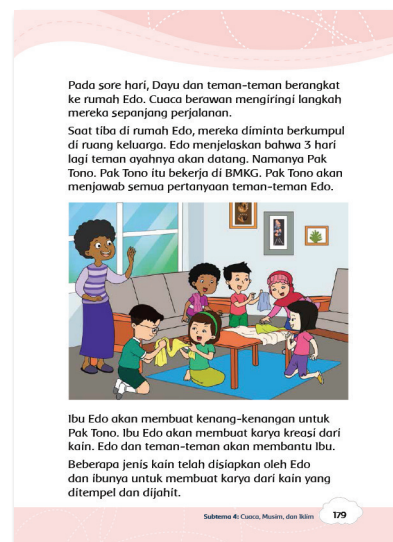 Pada sore hari, Dayu dan teman-teman berangkat
ke rumah Edo. Cuaca berawan mengiringi langkah
mereka sepanjang perjalanan.
Saat tiba di rumah Edo, mereka diminta berkumpul
di ruang keluarga. Edo menjelaskan bahwa 3 hari
lagi teman ayahnya akan datang. Namanya Pak
Tono. Pak Tono itu bekerja di BMKG. Pak Tono akan
menjawab semua pertanyaan teman-teman Edo.
Ibu Edo akan membuat kenang-kenangan untuk
Pak Tono. Ibu Edo akan membuat karya kreasi dari
kain. Edo dan teman-teman akan membantu Ibu.
Beberapa jenis kain telah disiapkan oleh Edo
dan ibunya untuk membuat karya dari kain yang
ditempel dan dijahit.
Subtema 4: Cuaca, Musim, dan Iklim 179